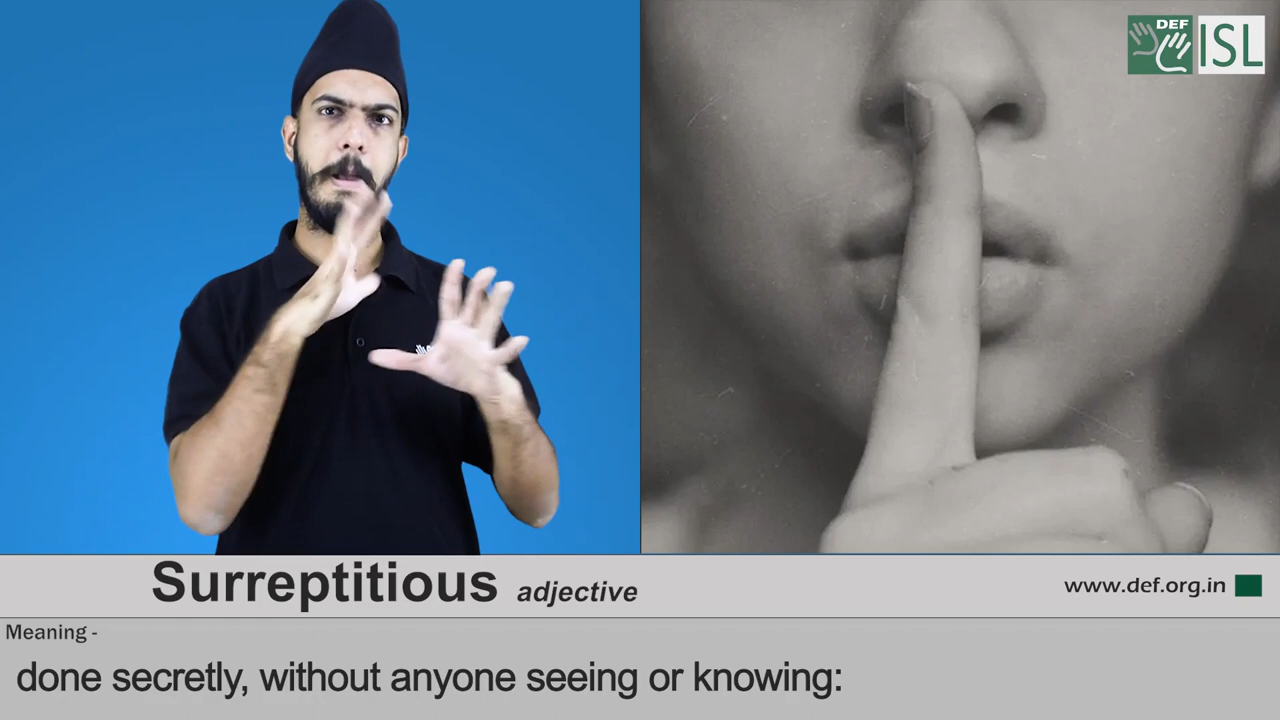 DEF
ISL
Surreptitious adjective
www.def.org.in
Meaning -
done secretly, without anyone seeing or knowing: